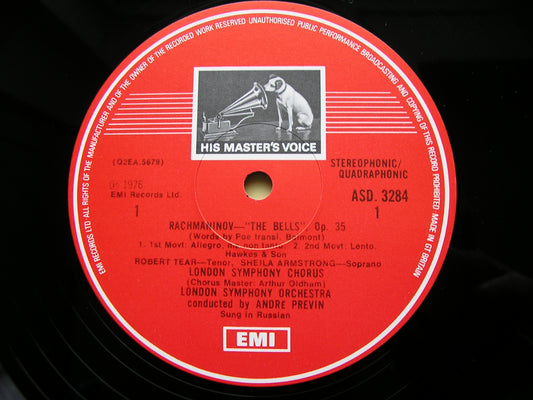 EMI RECORDS LTD ALL RIGHTS OF THE MANUFACTURER AND OF THE OWNER OF THE RECORDED WORK RESERVED·UNAUTHORISED PUBLIC PERFORMANCE BROADCASTING AND COPYING OF THIS RECORD PROHIBITED·MADE IN GT BRITAIN
HIS MASTER'S VOICE
(Q2EA.5679)
STEREOPHONIC/
QUADRAPHONIC
1976
EMI Records Ltd.
ASD. 3284
1
1
RACHMANINOV—"THE BELLS", Op. 35
(Words by Poe transl. Balmont)
1. 1st Movt: Allegro, ma non tanto. 2. 2nd Movt: Lento.
Hawkes & Son
ROBERT TEAR—Tenor, SHEILA ARMSTRONG—Soprano
LONDON SYMPHONY CHORUS
(Chorus Master: Arthur Oldham)
LONDON SYMPHONY ORCHESTRA
conducted by ANDRÉ PREVIN
Sung in Russian
EMI